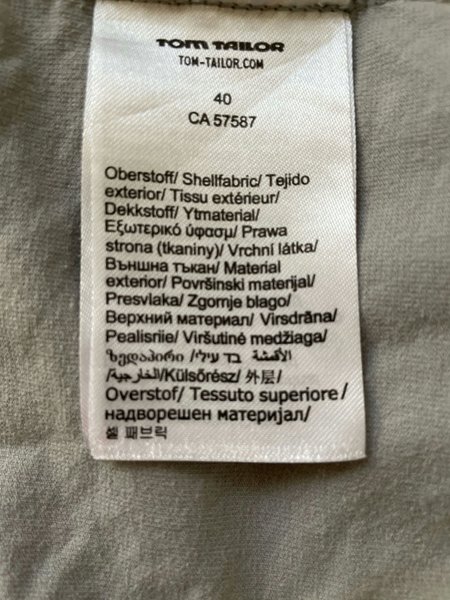 TOM TAILOR
TOM-TAILOR.COM
40
CA 57587
Oberstoff/ Shellfabric/ Tejido
exterior/ Tissu extérieur/
Dekkstoff/ Ytmaterial/
Εξωτερικό ύφασμ/ Prawa
strona (tkaniny)/ Vrchní látka/
Външна тъкан/ Material
exterior/ Površinski materijal/
Presvlaka/ Zgornje blago/
Верхний материал/ Virsdrāna/
Pealisriie/ Viršutinė medžiaga/
ზედაპირი /בד עילי/ الأقمشة
الخارجية/Külsőrész/ 外层/
Overstof/ Tessuto superiore/
надворешен материјал/
셸 패브릭